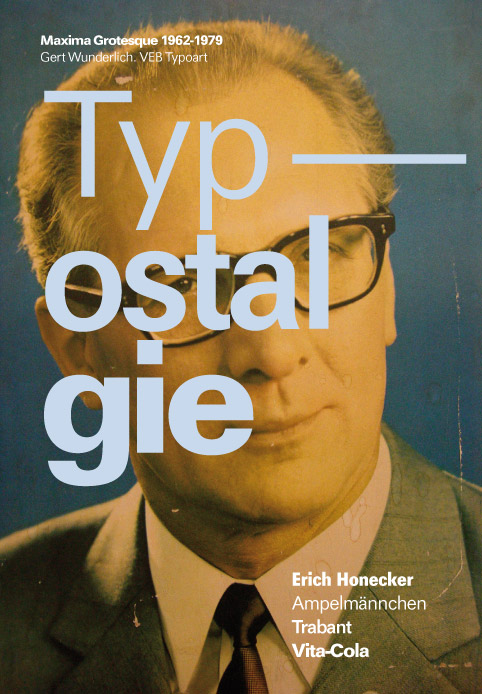 Maxima Grotesque 1962-1979
Gert Wunderlich. VEB Typoart
Typ—
ostal
gie
Erich Honecker
Ampelmännchen
Trabant
Vita-Cola